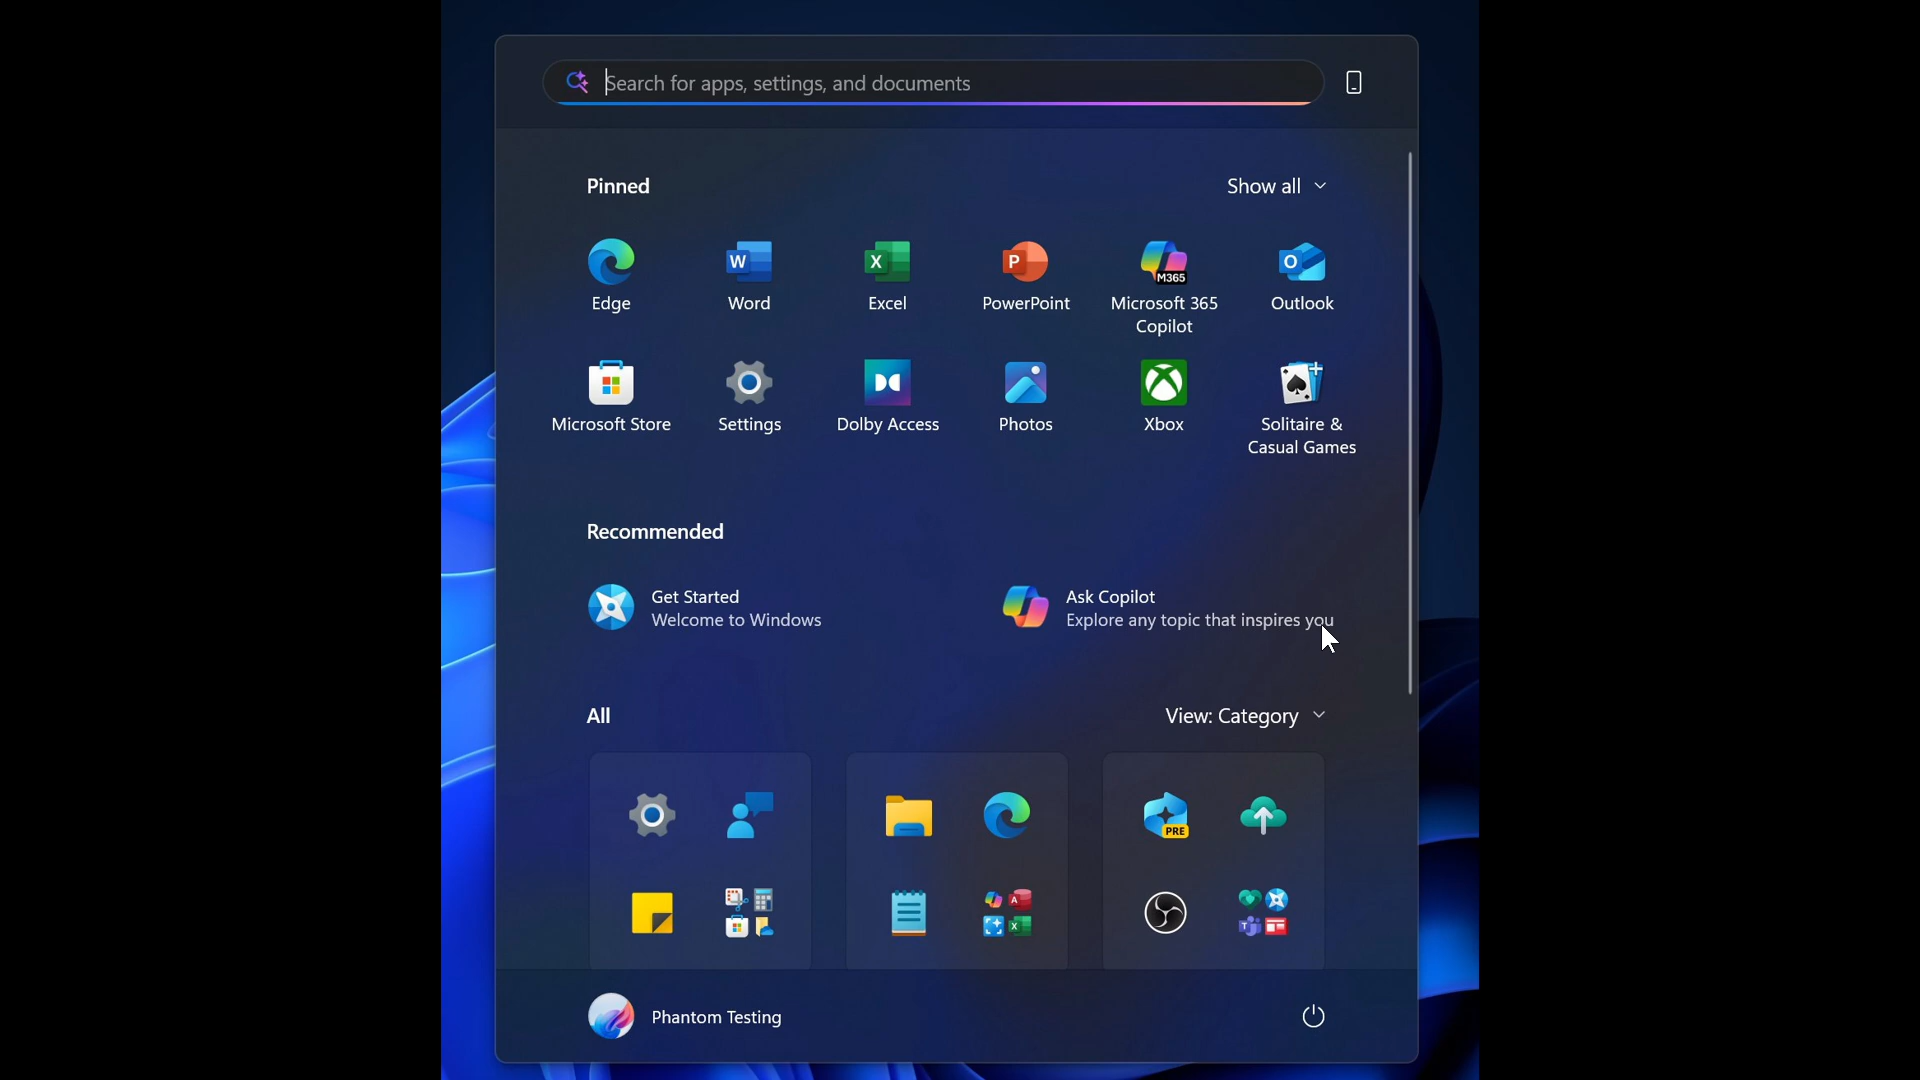 Search for apps, settings, and documents
Pinned
Show all
Edge
Word
Excel
PowerPoint
Microsoft 365
Copilot
Outlook
Microsoft Store
Settings
Dolby Access
Photos
Xbox
Solitaire &
Casual Games
Recommended
Get Started
Welcome to Windows
Ask Copilot
Explore any topic that inspires you
All
View: Category
Phantom Testing
W
X
P
M365
O
PRE
A
X
T